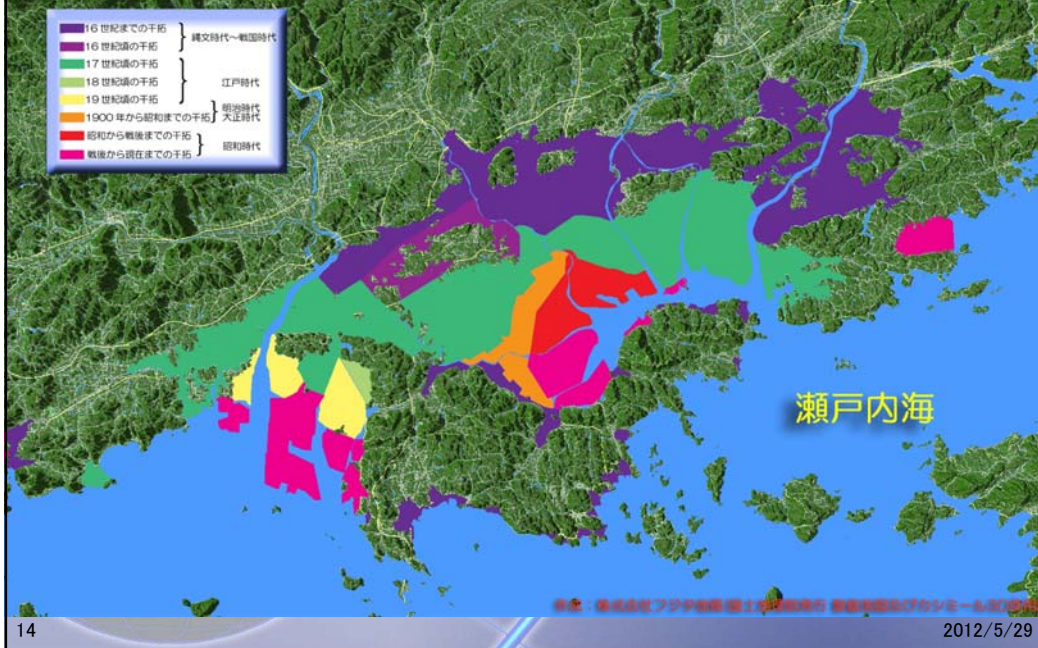 16世紀までの干拓
16世紀頃の干拓
縄文時代～戦国時代
17世紀頃の干拓
18世紀頃の干拓
19世紀頃の干拓
江戸時代
1900年から昭和までの干拓
明治時代
大正時代
昭和から戦後までの干拓
戦後から現在までの干拓
昭和時代
瀬戸内海
14
2012/5/29